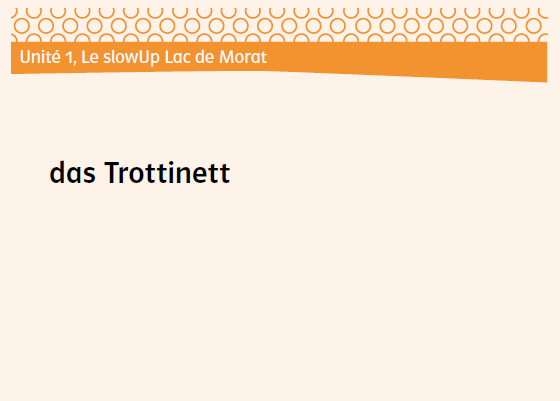 Unité 1, Le slowUp Lac de Morat
das Trottinett